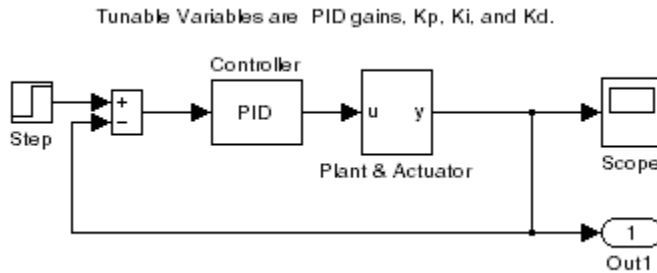 Tunable Variables are PID gains, Kp, Ki, and Kd.
Controller
+
−
PID
u y
Step
Plant & Actuator
Scope
1
Out1